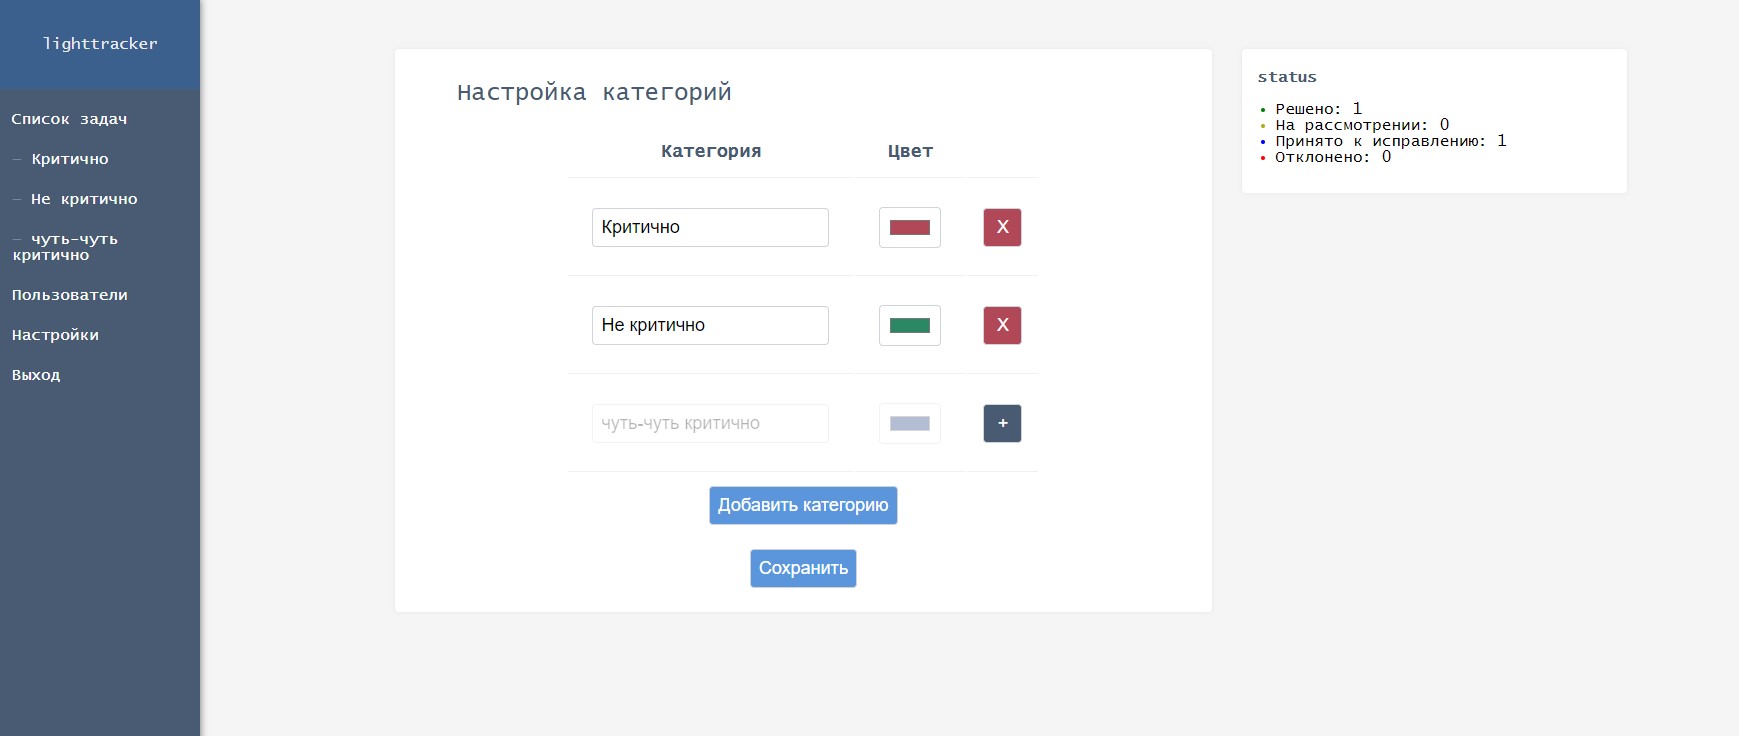 lighttracker
Список задач
– Критично
– Не критично
– чуть-чуть
критично
Пользователи
Настройки
Выход
Настройка категорий
Категория Цвет
Критично X
Не критично X
чуть-чуть критично +
Добавить категорию
Сохранить
status
• Решено: 1
• На рассмотрении: 0
• Принято к исправлению: 1
• Отклонено: 0